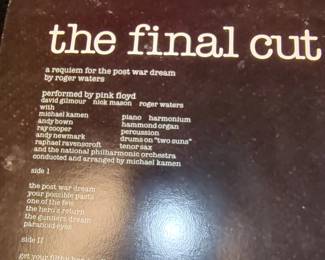 the final cut
a requiem for the post war dream
by roger waters
performed by pink floyd
david gilmour nick mason roger waters
with
michael kamen piano harmonium
andy bown hammond organ
ray cooper percussion
andy newmark drums on "two suns"
raphael ravenscroft tenor sax
and the national philharmonic orchestra
conducted and arranged by michael kamen
side I
the post war dream
your possible pasts
one of the few
the hero's return
the gunners dream
paranoid eyes
side II
get your filthy